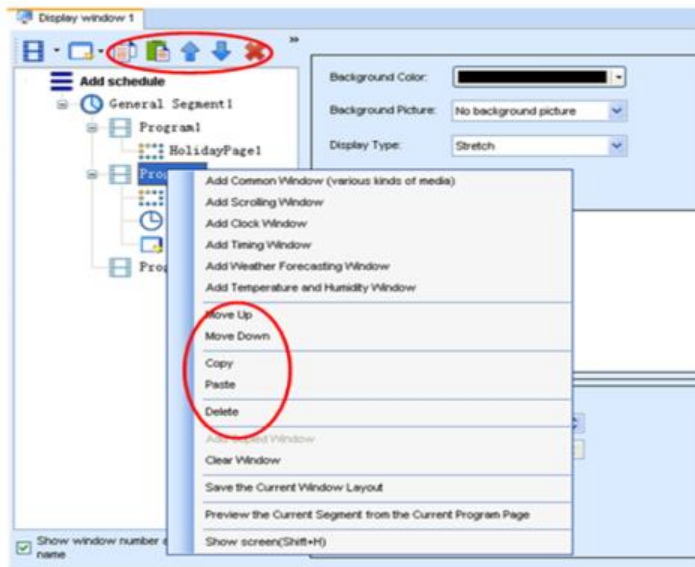 Display window 1
»
Add schedule
General Segment1
Program1
HolidayPage1
Prog
Prog
Background Color:
Background Picture: No background picture
Display Type: Stretch
Add Common Window (various kinds of media)
Add Scrolling Window
Add Clock Window
Add Timing Window
Add Weather Forecasting Window
Add Temperature and Humidity Window
Move Up
Move Down
Copy
Paste
Delete
Add Copied Window
Clear Window
Save the Current Window Layout
Preview the Current Segment from the Current Program Page
Show screen(Shift+H)
Show window number
name